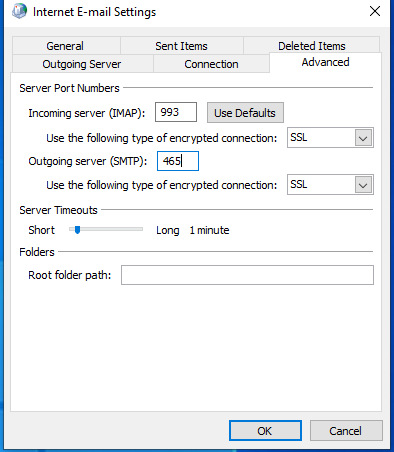 Internet E-mail Settings
General Sent Items Deleted Items
Outgoing Server Connection Advanced
Server Port Numbers
Incoming server (IMAP): 993 Use Defaults
Use the following type of encrypted connection: SSL
Outgoing server (SMTP): 465
Use the following type of encrypted connection: SSL
Server Timeouts
Short Long 1 minute
Folders
Root folder path:
OK Cancel